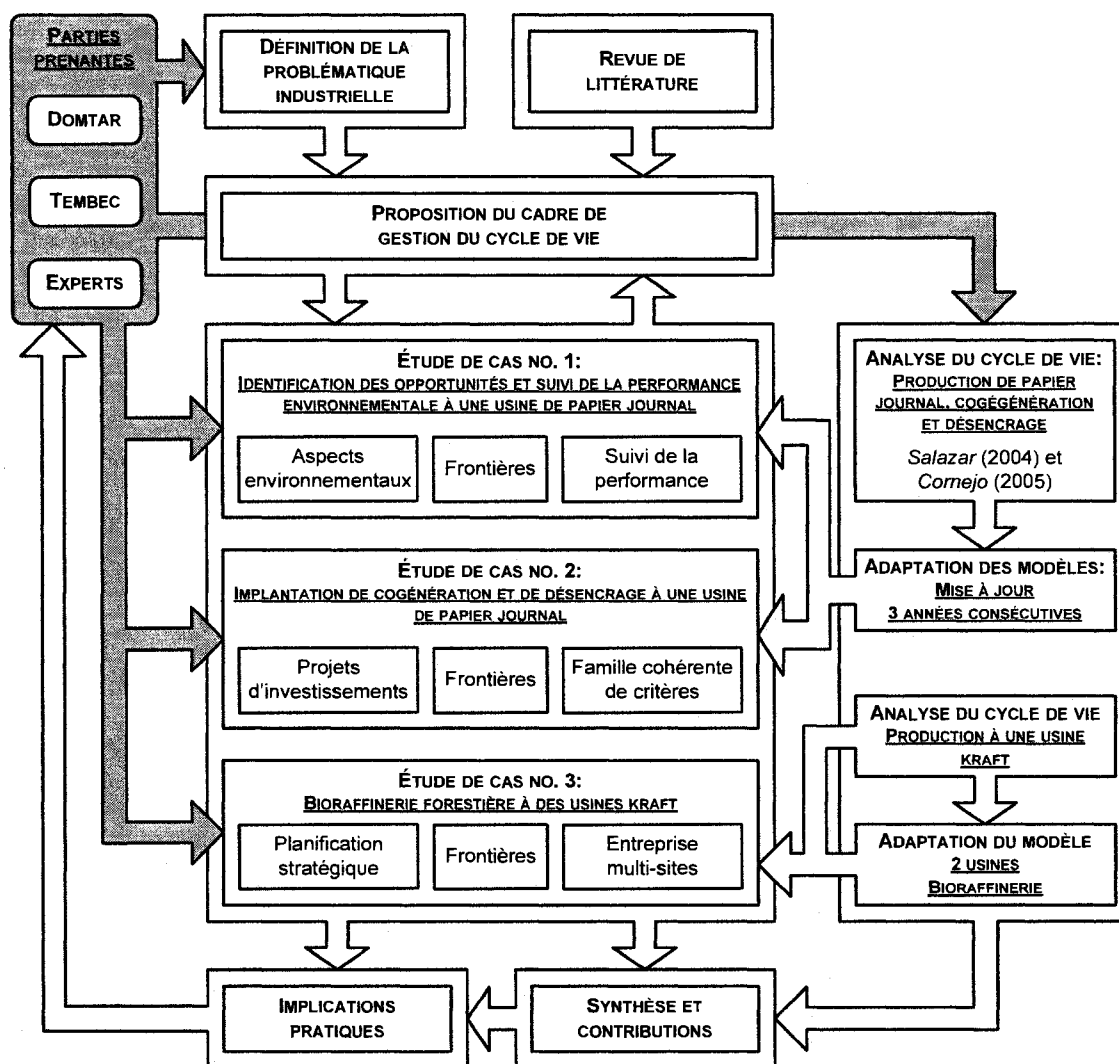 PARTIES
PRENANTES
DOMTAR
TEMBEC
EXPERTS
DÉFINITION DE LA
PROBLÉMATIQUE
INDUSTRIELLE
REVUE DE
LITTÉRATURE
PROPOSITION DU CADRE DE
GESTION DU CYCLE DE VIE
ÉTUDE DE CAS NO. 1:
IDENTIFICATION DES OPPORTUNITÉS ET SUIVI DE LA PERFORMANCE
ENVIRONNEMENTALE À UNE USINE DE PAPIER JOURNAL
Aspects
environnementaux
Frontières
Suivi de la
performance
ÉTUDE DE CAS NO. 2:
IMPLANTATION DE COGÉNÉRATION ET DE DÉSENCRAGE À UNE USINE
DE PAPIER JOURNAL
Projets
d'investissements
Frontières
Famille cohérente
de critères
ÉTUDE DE CAS NO. 3:
BIORAFFINERIE FORESTIÈRE À DES USINES KRAFT
Planification
stratégique
Frontières
Entreprise
multi-sites
ANALYSE DU CYCLE DE VIE:
PRODUCTION DE PAPIER
JOURNAL, COGÉGÉNÉRATION
ET DÉSENCRAGE
Salazar (2004) et
Cornejo (2005)
ADAPTATION DES MODÈLES:
MISE À JOUR
3 ANNÉES CONSÉCUTIVES
ANALYSE DU CYCLE DE VIE
PRODUCTION À UNE USINE
KRAFT
ADAPTATION DU MODÈLE
2 USINES
BIORAFFINERIE
IMPLICATIONS
PRATIQUES
SYNTHÈSE ET
CONTRIBUTIONS